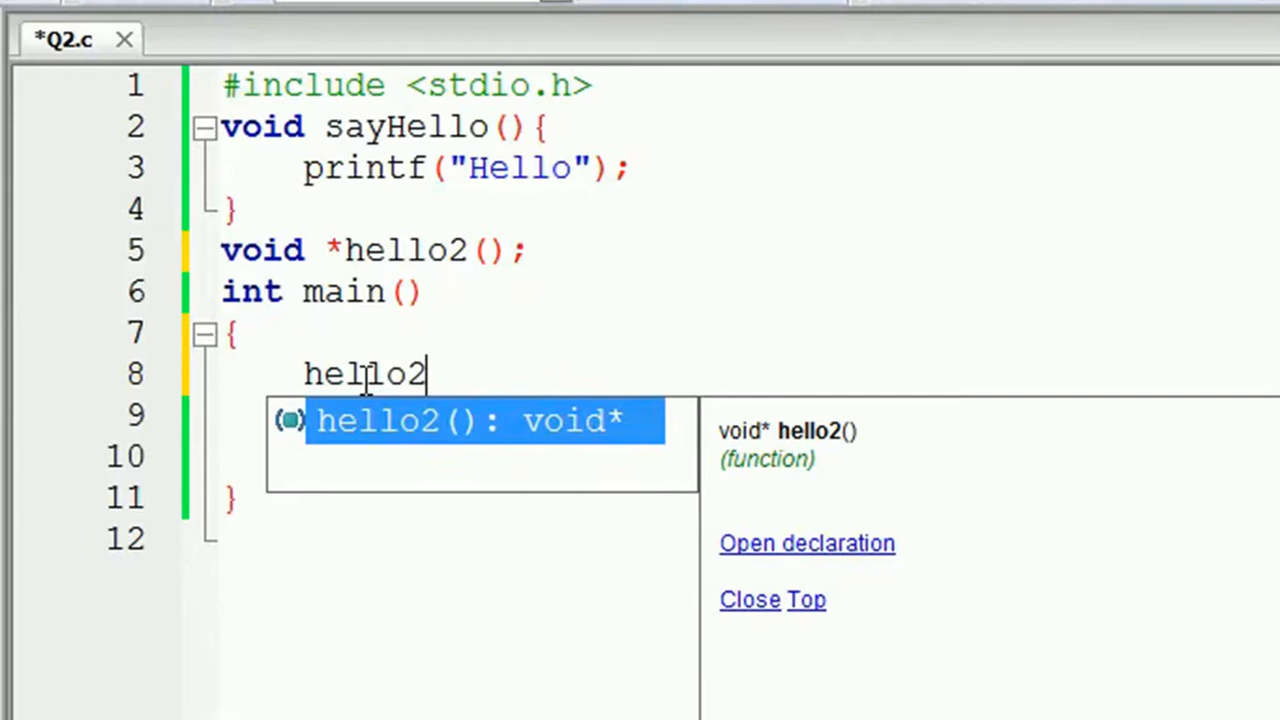 *Q2.c
1 #include <stdio.h>
2 void sayHello(){
3 printf("Hello");
4 }
5 void *hello2();
6 int main()
7 {
8 hello2
9 hello2(): void*
10
11 }
12
void* hello2()
(function)
Open declaration
Close Top